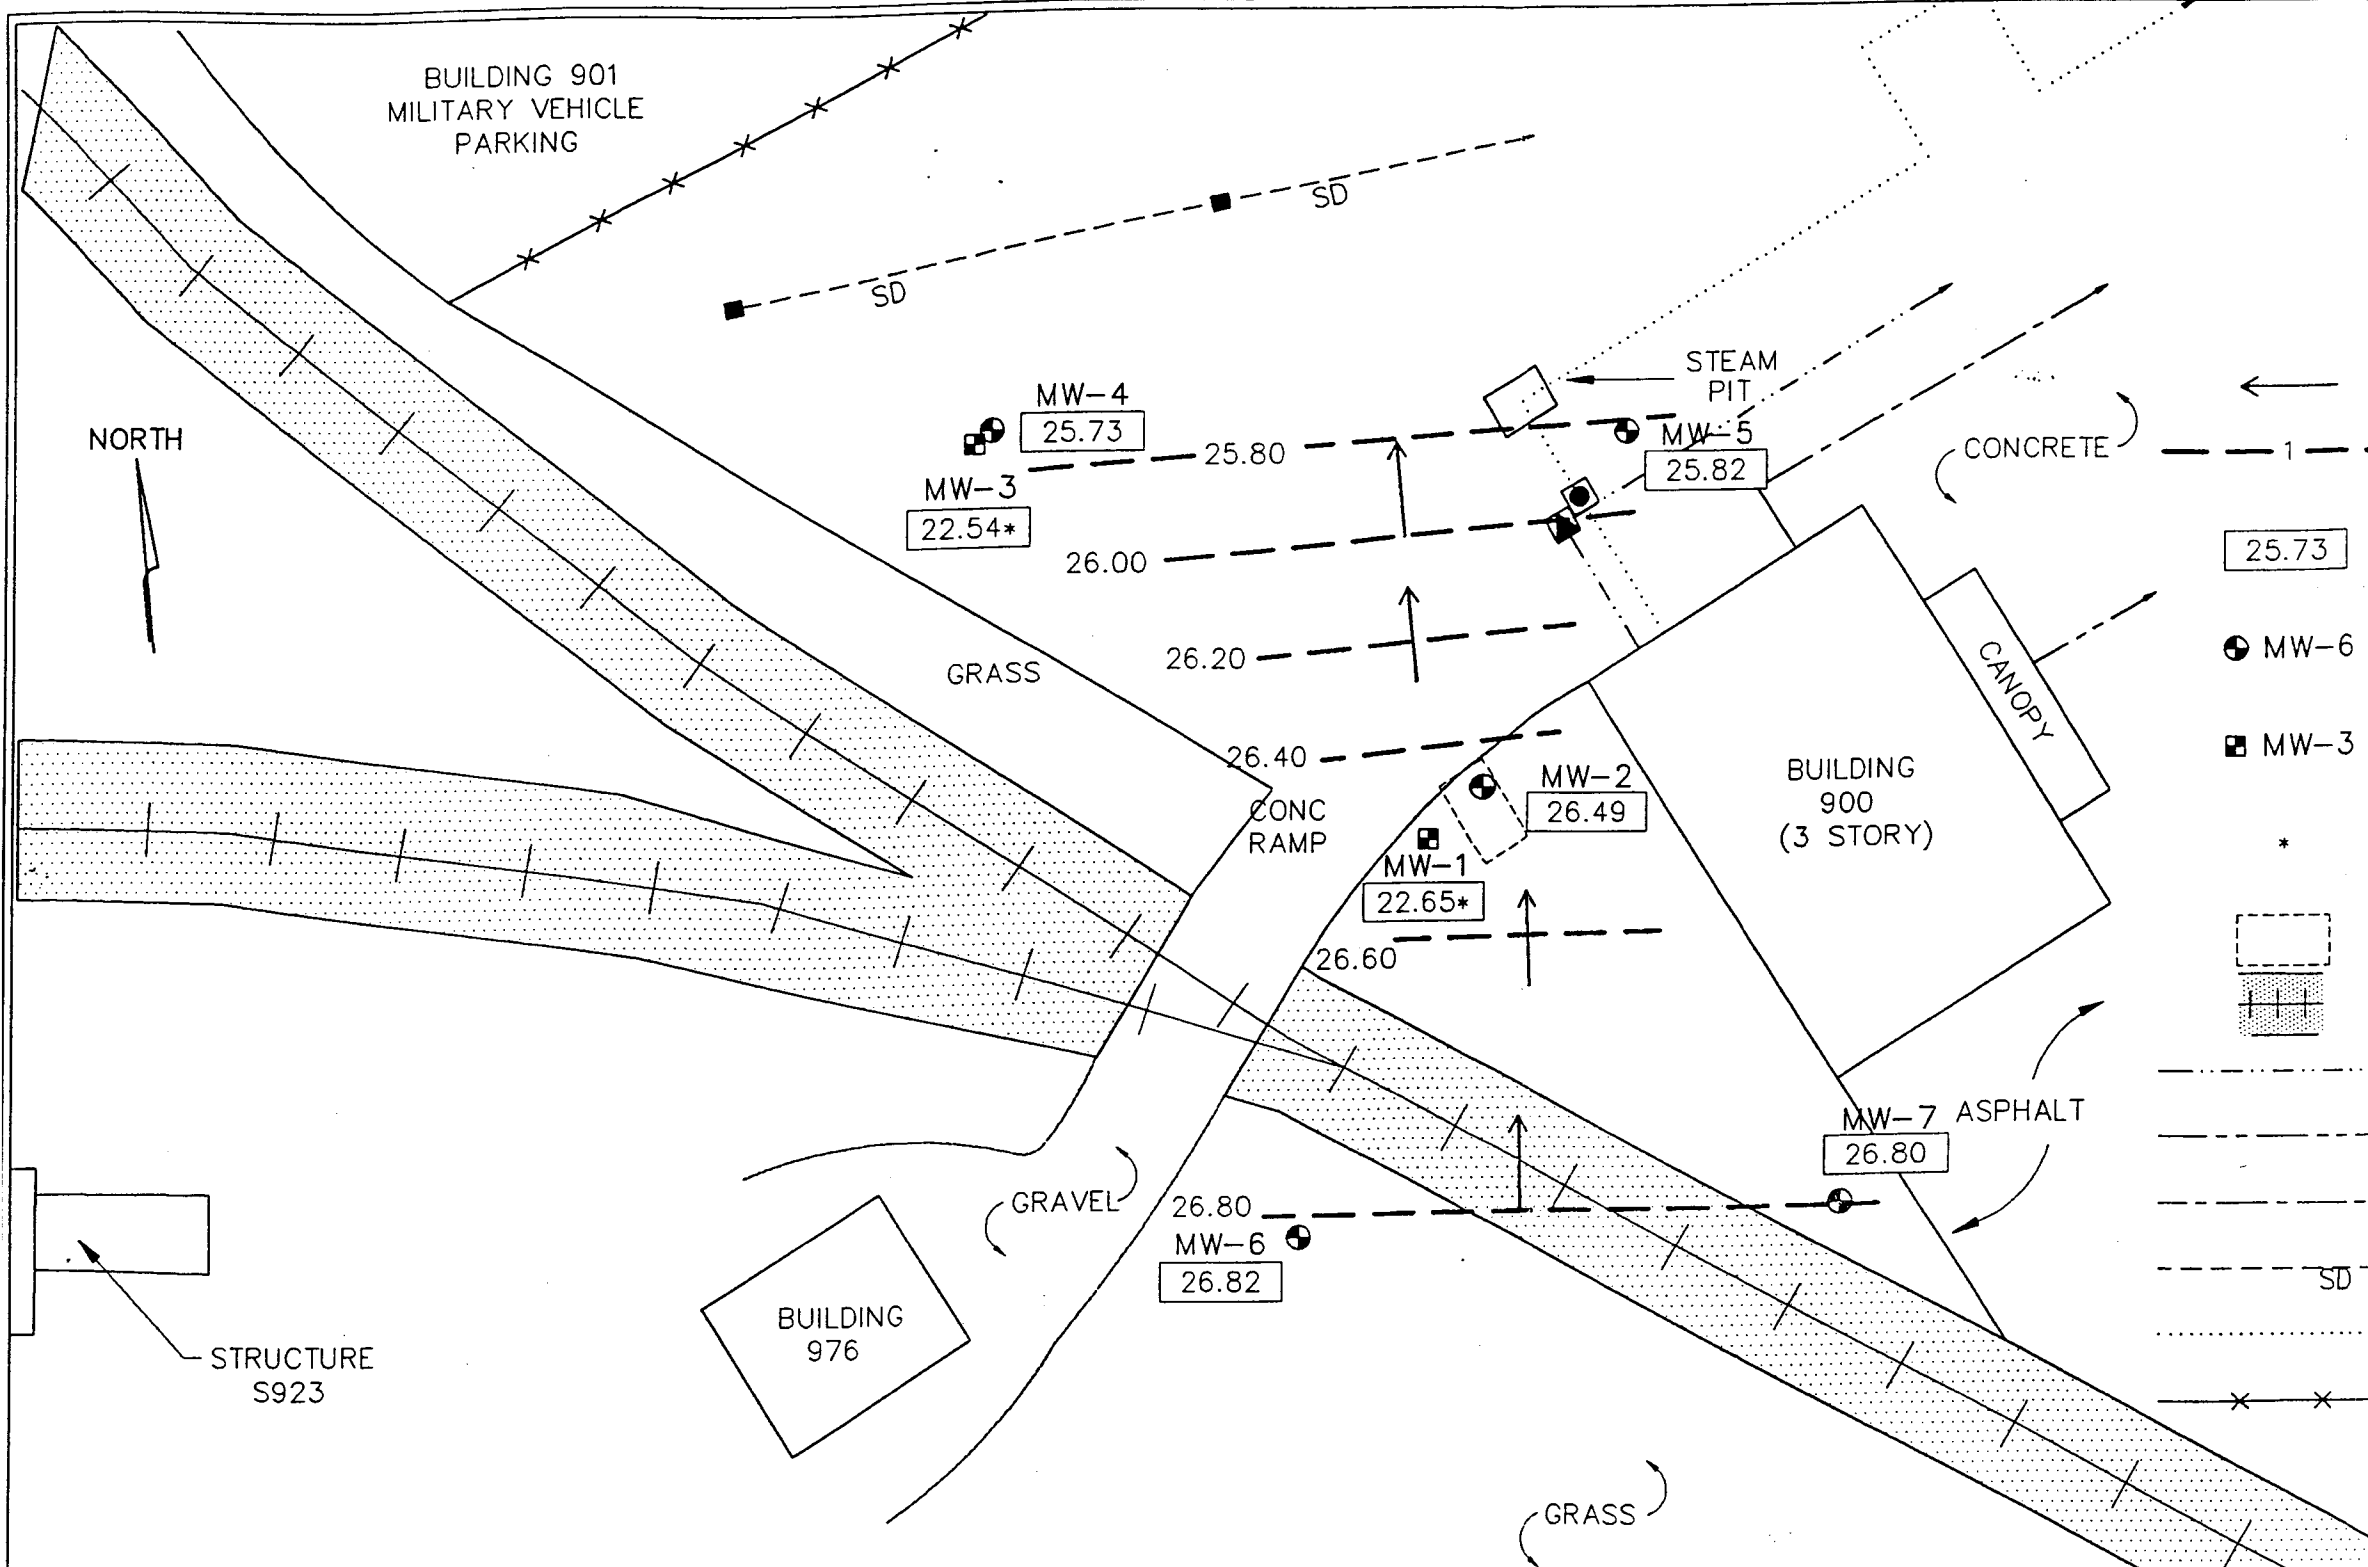 BUILDING 901
MILITARY VEHICLE
PARKING
SD
SD
STEAM
PIT
NORTH
MW-4
25.73
MW-3
22.54*
25.80
MW-5
25.82
CONCRETE
1
26.00
25.73
26.20
GRASS
CANOPY
MW-6
MW-3
26.40
CONC
RAMP
MW-2
26.49
BUILDING
900
(3 STORY)
*
MW-1
22.65*
26.60
MW-7
26.80
ASPHALT
GRAVEL
26.80
MW-6
26.82
SD
BUILDING
976
STRUCTURE
S923
GRASS